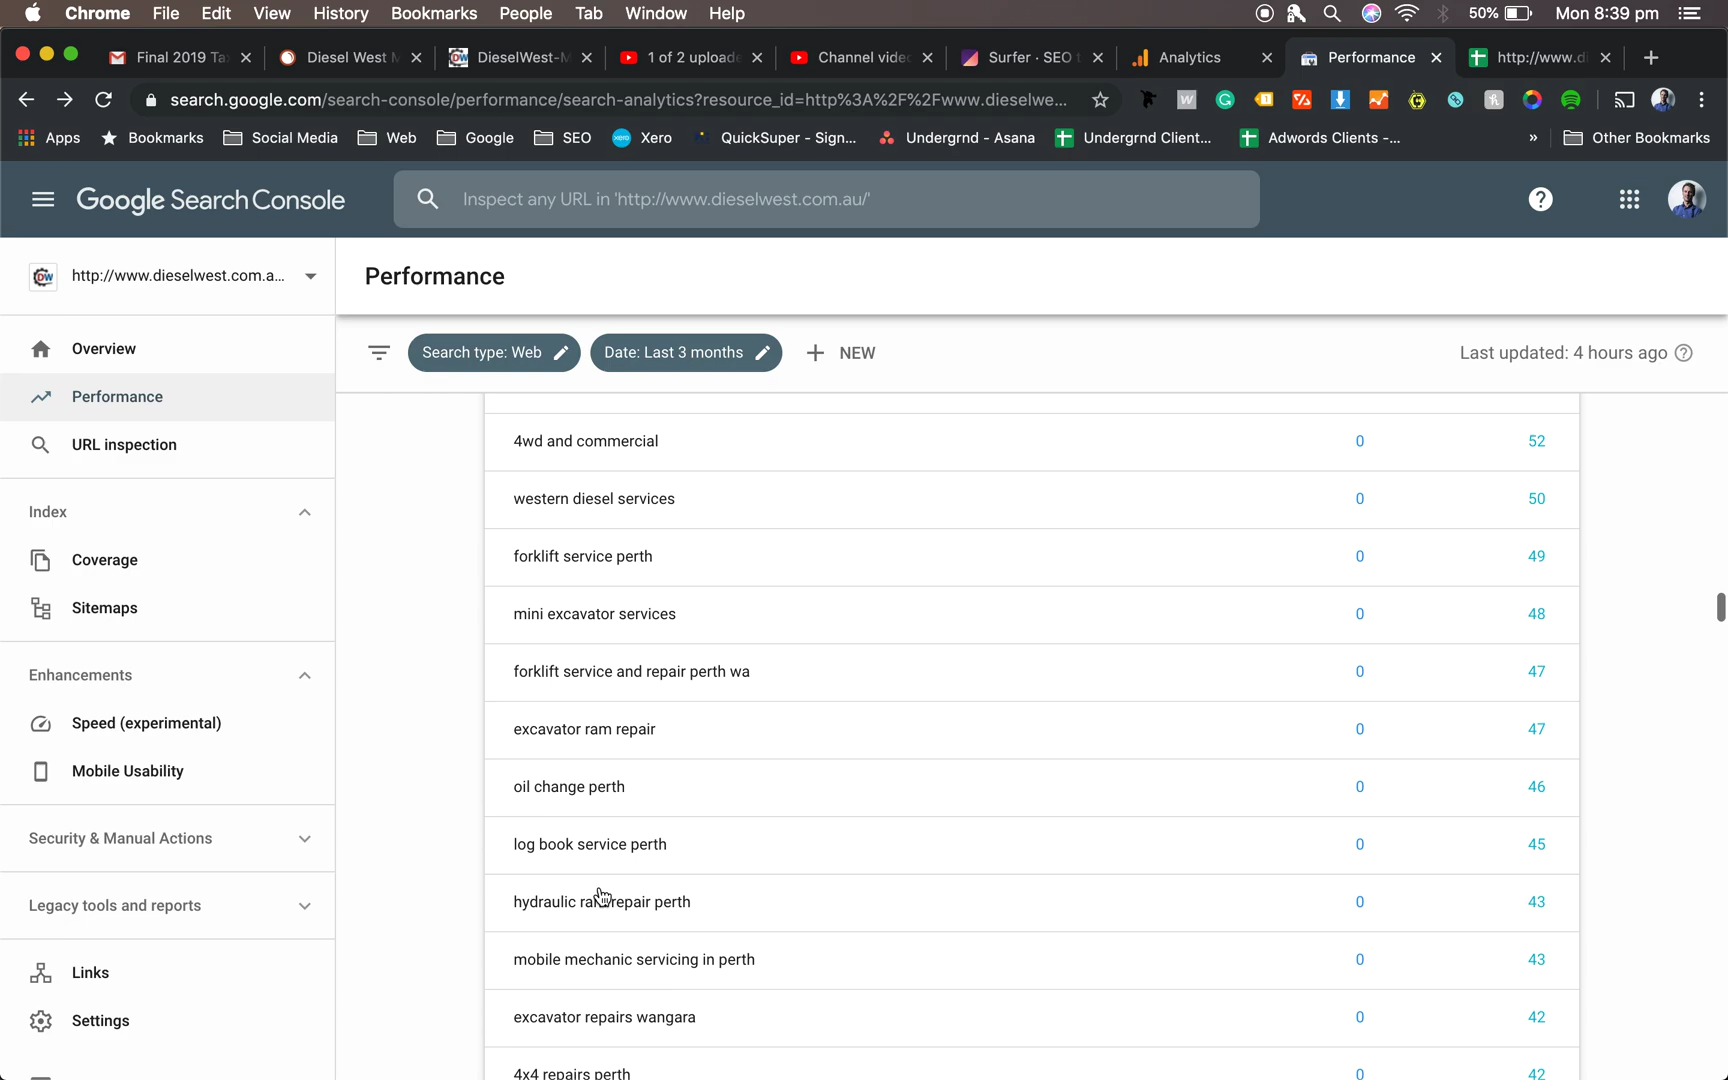 Chrome File Edit View History Bookmarks People Tab Window Help 50% Mon 8:39 pm
Final 2019 Ta Diesel West M DieselWest-M 1 of 2 uploade Channel video Surfer · SEO t Analytics Performance http://www.di
search.google.com/search-console/performance/search-analytics?resource_id=http%3A%2F%2Fwww.dieselwe...
Apps Bookmarks Social Media Web Google SEO Xero QuickSuper - Sign... Undergrnd - Asana Undergrnd Client... Adwords Clients -... » Other Bookmarks
Google Search Console Inspect any URL in 'http://www.dieselwest.com.au/'
http://www.dieselwest.com.a... Performance
Overview
Performance
URL inspection
Index
Coverage
Sitemaps
Enhancements
Speed (experimental)
Mobile Usability
Security & Manual Actions
Legacy tools and reports
Links
Settings
Search type: Web Date: Last 3 months + NEW Last updated: 4 hours ago
4wd and commercial 0 52
western diesel services 0 50
forklift service perth 0 49
mini excavator services 0 48
forklift service and repair perth wa 0 47
excavator ram repair 0 47
oil change perth 0 46
log book service perth 0 45
hydraulic ram repair perth 0 43
mobile mechanic servicing in perth 0 43
excavator repairs wangara 0 42
4x4 repairs perth 0 42